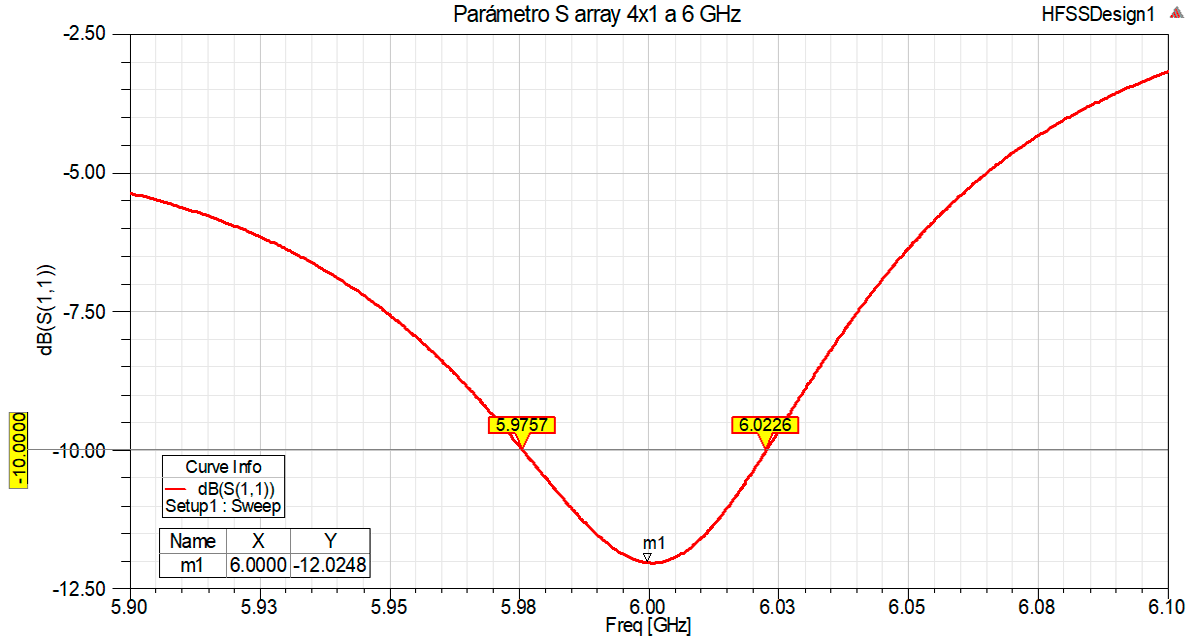 Parámetro S array 4x1 a 6 GHz
HFSSDesign1
-2.50
-5.00
-7.50
-10.00
-12.50
dB(S(1,1))
-10.0000
5.9757
6.0226
Curve Info
dB(S(1,1))
Setup1 : Sweep
Name X Y
m1 6.0000 -12.0248
m1
5.90 5.93 5.95 5.98 6.00 6.03 6.05 6.08 6.10
Freq [GHz]